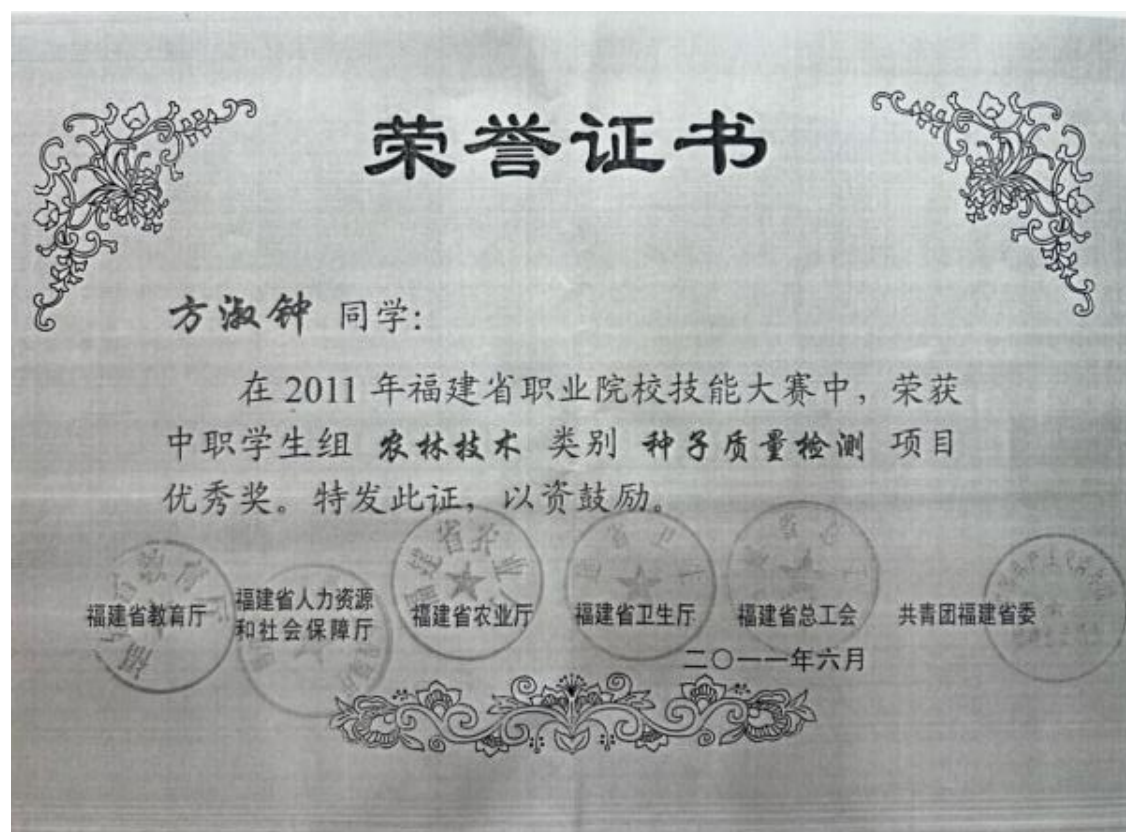 荣誉证书
方淑钟 同学：
在 2011 年福建省职业院校技能大赛中，荣获
中职学生组 农林技术 类别 种子质量检测 项目
优秀奖。特发此证，以资鼓励。
福建省教育厅
福建省人力资源
和社会保障厅
福建省农业厅
福建省卫生厅
福建省总工会
共青团福建省委
二〇一一年六月